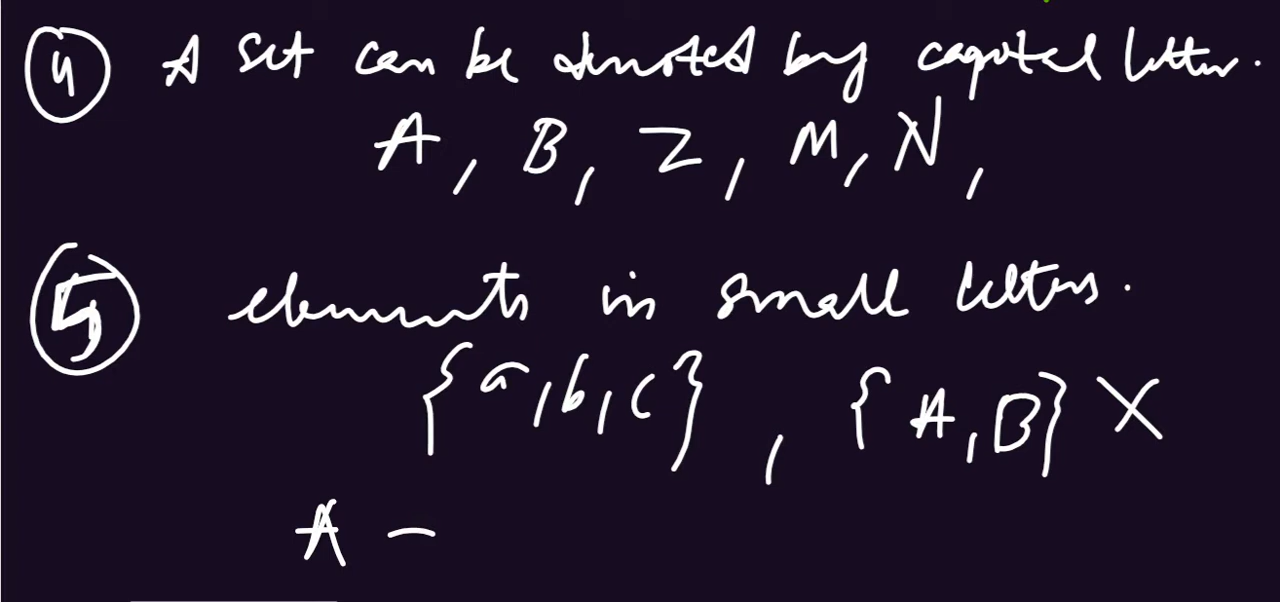 ④ A set can be denoted by capital letter.
A, B, Z, M, N,
⑤ elements in small letters.
{a,b,c}, {A,B} X
A –